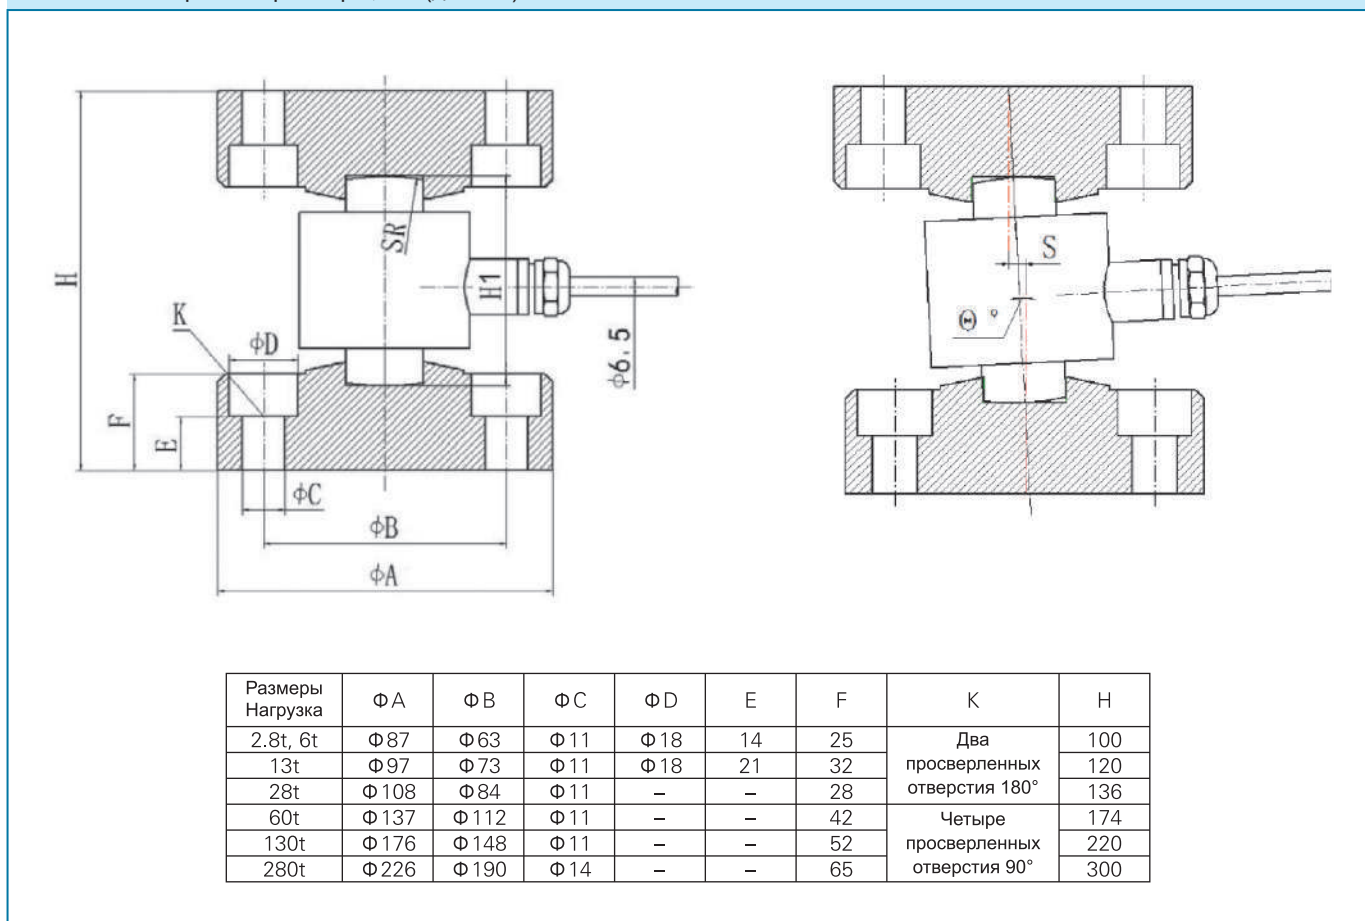 H
K
ϕD
F
E
ϕC
ϕB
ϕA
SR
H1
ϕ6,5
S
Θ °
Размеры Нагрузка ΦA ΦB ΦC ΦD E F K H
2.8t, 6t Φ87 Φ63 Φ11 Φ18 14 25 Два 100
13t Φ97 Φ73 Φ11 Φ18 21 32 просверленных 120
28t Φ108 Φ84 Φ11 – – 28 отверстия 180° 136
60t Φ137 Φ112 Φ11 – – 42 Четыре 174
130t Φ176 Φ148 Φ11 – – 52 просверленных 220
280t Φ226 Φ190 Φ14 – – 65 отверстия 90° 300